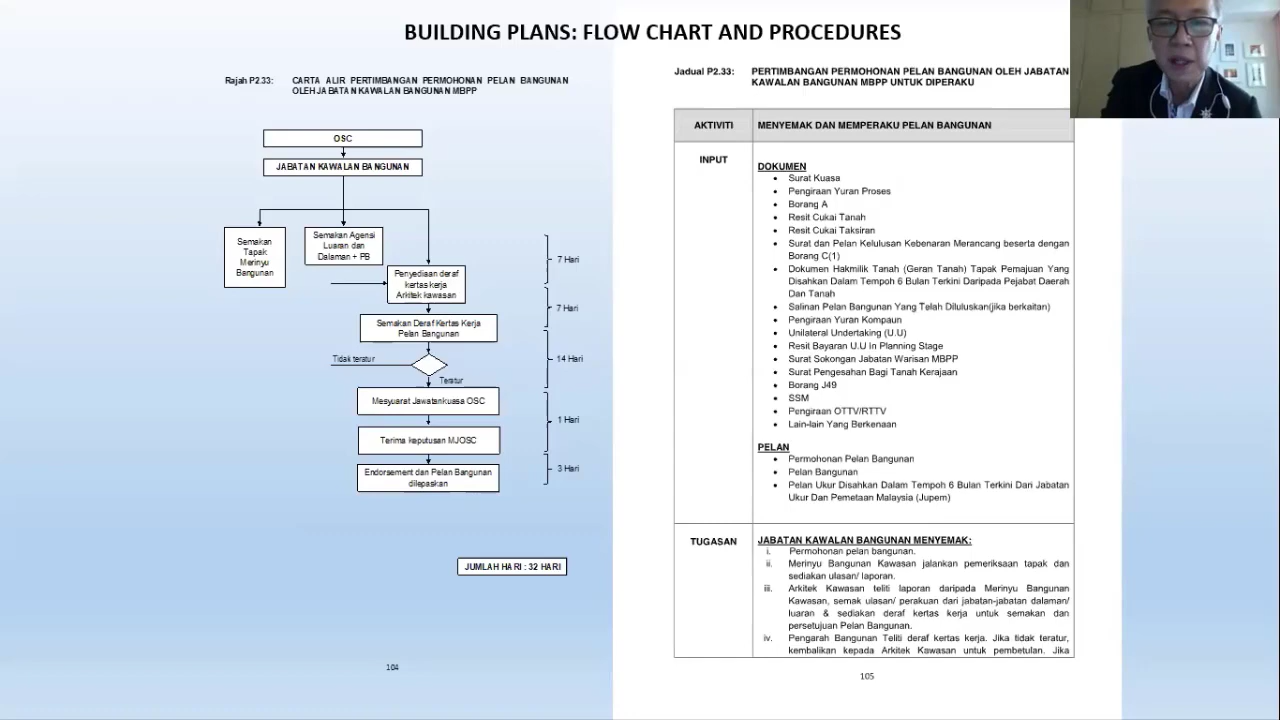 BUILDING PLANS: FLOW CHART AND PROCEDURES
Rajah P2.33: CARTA ALIR PERTIMBANGAN PERMOHONAN PELAN BANGUNAN
OLEH JABATAN KAWALAN BANGUNAN MBPP
OSC
JABATAN KAWALAN BANGUNAN
Semakan
Tapak
Merinyu
Bangunan
Semakan Agensi
Luaran dan
Dalaman + PB
Penyediaan deraf
kertas kerja
Arkitek kawasan
7 Hari
7 Hari
Semakan Deraf Kertas Kerja
Pelan Bangunan
Tidak teratur
14 Hari
Teratur
Mesyuarat Jawatankuasa OSC
1 Hari
Terima keputusan MJOSC
Endorsement dan Pelan Bangunan
dilepaskan
3 Hari
JUMLAH HARI : 32 HARI
104
Jadual P2.33: PERTIMBANGAN PERMOHONAN PELAN BANGUNAN OLEH JABATAN
KAWALAN BANGUNAN MBPP UNTUK DIPERAKU
AKTIVITI MENYEMAK DAN MEMPERAKU PELAN BANGUNAN
INPUT
DOKUMEN
• Surat Kuasa
• Pengiraan Yuran Proses
• Borang A
• Resit Cukai Tanah
• Resit Cukai Taksiran
• Surat dan Pelan Kelulusan Kebenaran Merancang beserta dengan
Borang C(1)
• Dokumen Hakmilik Tanah (Geran Tanah) Tapak Pemajuan Yang
Disahkan Dalam Tempoh 6 Bulan Terkini Daripada Pejabat Daerah
Dan Tanah
• Salinan Pelan Bangunan Yang Telah Diluluskan(jika berkaitan)
• Pengiraan Yuran Kompaun
• Unilateral Undertaking (U.U)
• Resit Bayaran U.U in Planning Stage
• Surat Sokongan Jabatan Warisan MBPP
• Surat Pengesahan Bagi Tanah Kerajaan
• Borang J49
• SSM
• Pengiraan OTTV/RTTV
• Lain-lain Yang Berkenaan
PELAN
• Permohonan Pelan Bangunan
• Pelan Bangunan
• Pelan Ukur Disahkan Dalam Tempoh 6 Bulan Terkini Dari Jabatan
Ukur Dan Pemetaan Malaysia (Jupem)
TUGASAN
JABATAN KAWALAN BANGUNAN MENYEMAK:
i. Permohonan pelan bangunan.
ii. Merinyu Bangunan Kawasan jalankan pemeriksaan tapak dan
sediakan ulasan/ laporan.
iii. Arkitek Kawasan teliti laporan daripada Merinyu Bangunan
Kawasan, semak ulasan/ perakuan dari jabatan-jabatan dalaman/
luaran & sediakan deraf kertas kerja untuk semakan dan
persetujuan Pelan Bangunan.
iv. Pengarah Bangunan Teliti deraf kertas kerja. Jika tidak teratur,
kembalikan kepada Arkitek Kawasan untuk pembetulan. Jika
105